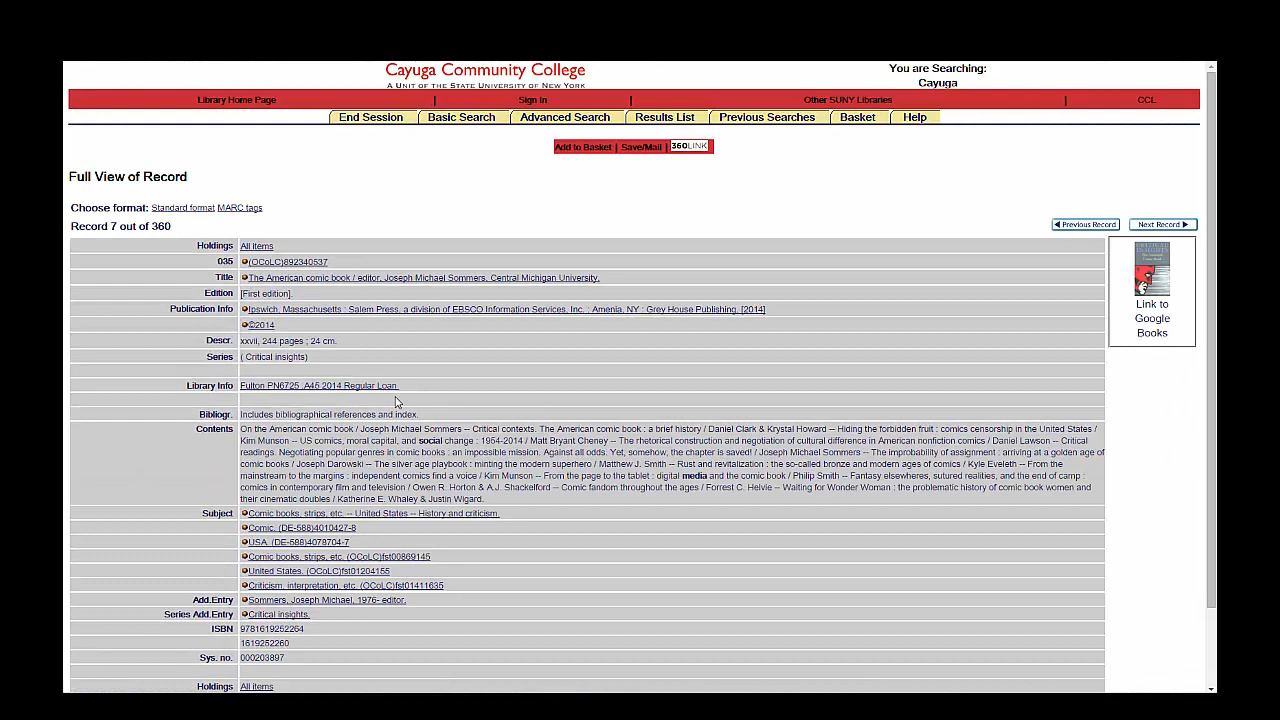 Cayuga Community College
A UNIT OF THE STATE UNIVERSITY OF NEW YORK
You are Searching:
Cayuga
Library Home Page | Sign In | Other SUNY Libraries | CCL
End Session Basic Search Advanced Search Results List Previous Searches Basket Help
Add to Basket | Save/Mail | 360LINK
Full View of Record
Choose format: Standard format MARC tags
Record 7 out of 360
Previous Record Next Record
Holdings All items
035 (OCoLC)892340537
Title The American comic book / editor, Joseph Michael Sommers, Central Michigan University.
Edition [First edition].
Publication Info Ipswich, Massachusetts : Salem Press, a division of EBSCO Information Services, Inc. ; Amenia, NY : Grey House Publishing, [2014]
©2014
Descr. xxvii, 244 pages ; 24 cm.
Series ( Critical insights)
Library Info Fulton PN6725 .A45 2014 Regular Loan
Bibliogr. Includes bibliographical references and index.
Contents On the American comic book / Joseph Michael Sommers -- Critical contexts. The American comic book : a brief history / Daniel Clark & Krystal Howard -- Hiding the forbidden fruit : comics censorship in the United States /
Kim Munson -- US comics, moral capital, and social change : 1954-2014 / Matt Bryant Cheney -- The rhetorical construction and negotiation of cultural difference in American nonfiction comics / Daniel Lawson -- Critical
readings. Negotiating popular genres in comic books : an impossible mission. Against all odds. Yet, somehow, the chapter is saved! / Joseph Michael Sommers -- The improbability of assignment : arriving at a golden age of
comic books / Joseph Darowski -- The silver age playbook : minting the modern superhero / Matthew J. Smith -- Rust and revitalization : the so-called bronze and modern ages of comics / Kyle Eveleth -- From the
mainstream to the margins : independent comics find a voice / Kim Munson -- From the page to the tablet : digital media and the comic book / Philip Smith -- Fantasy elsewheres, sutured realities, and the end of camp :
comics in contemporary film and television / Owen R. Horton & A.J. Shackelford -- Comic fandom throughout the ages / Forrest C. Helvie -- Waiting for Wonder Woman : the problematic history of comic book women and
their cinematic doubles / Katherine E. Whaley & Justin Wigard.
Subject Comic books, strips, etc. -- United States -- History and criticism.
Comic. (DE-588)4010427-8
USA. (DE-588)4078704-7
Comic books, strips, etc. (OCoLC)fst00869145
United States. (OCoLC)fst01204155
Criticism, interpretation, etc. (OCoLC)fst01411635
Add.Entry Sommers, Joseph Michael, 1976- editor.
Series Add.Entry Critical insights.
ISBN 9781619252264
1619252260
Sys. no. 000203897
Holdings All items
Link to
Google
Books